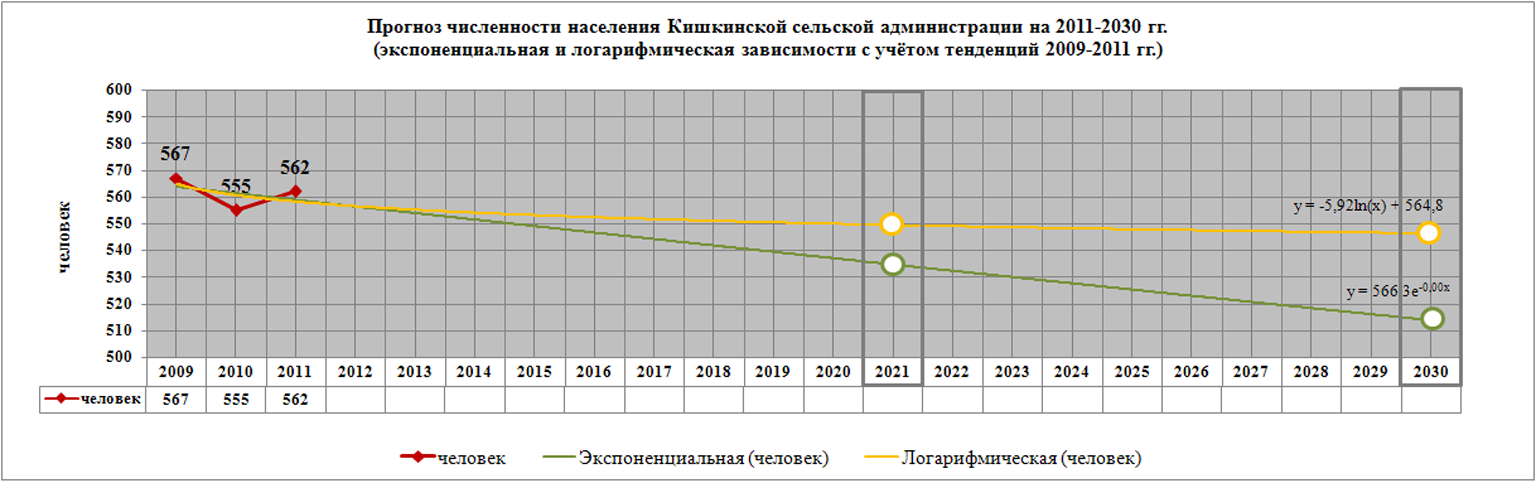 Прогноз численности населения Кишкинской сельской администрации на 2011-2030 гг.
(экспоненциальная и логарифмическая зависимости с учётом тенденций 2009-2011 гг.)
человек
600
590
580
570
560
550
540
530
520
510
500
567
555
562
y = -5,92ln(x) + 564,8
y = 566,3e-0,00x
2009 2010 2011 2012 2013 2014 2015 2016 2017 2018 2019 2020 2021 2022 2023 2024 2025 2026 2027 2028 2029 2030
человек 567 555 562
человек Экспоненциальная (человек) Логарифмическая (человек)